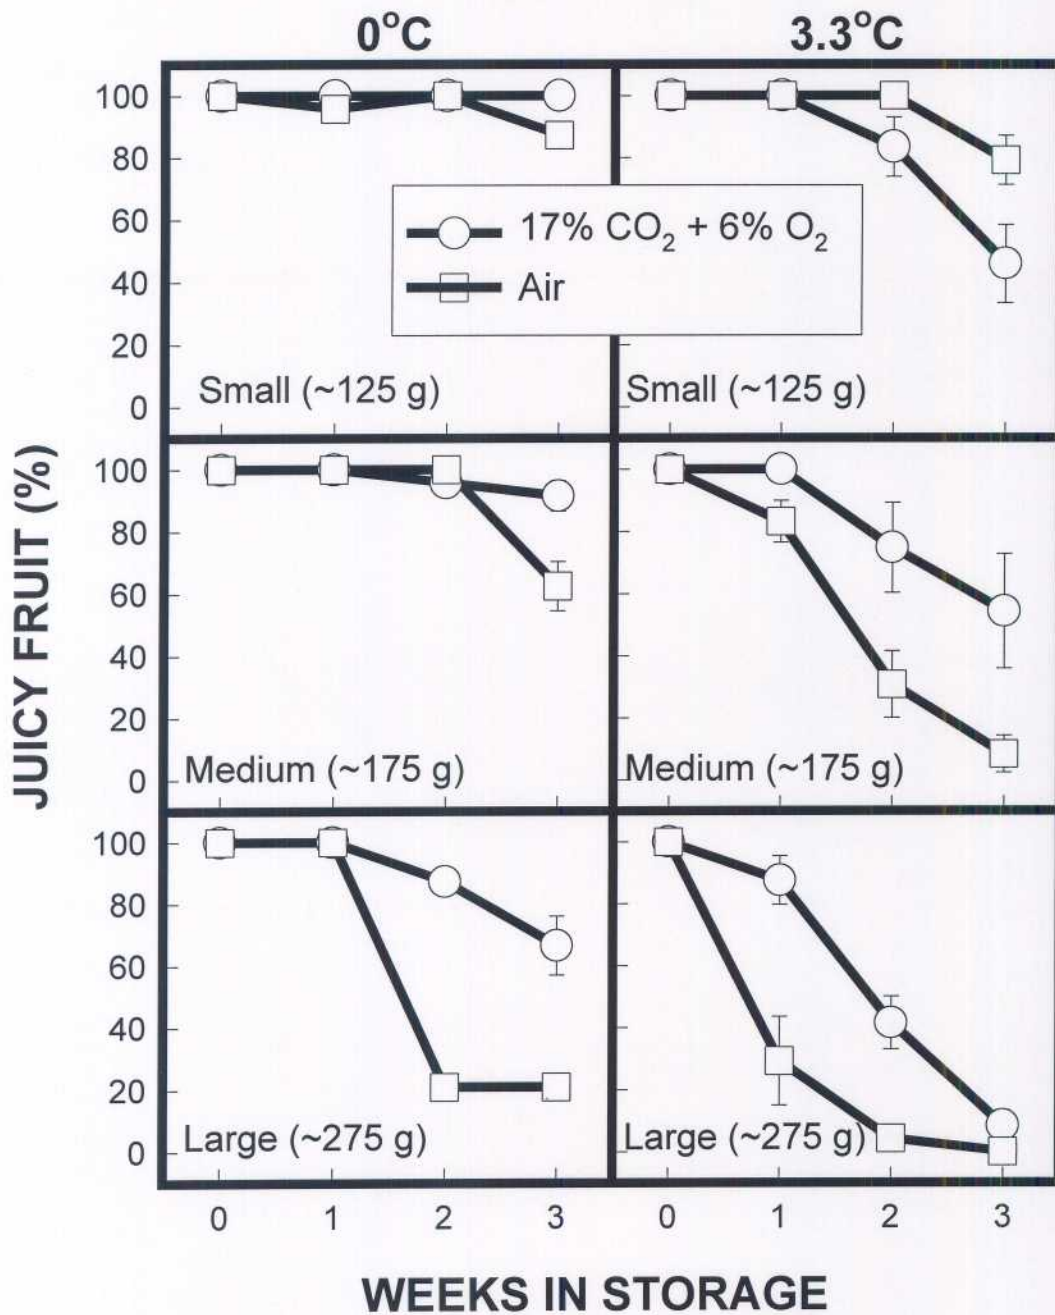 0°C 3.3°C
100
80
60
40
20
0
17% CO₂ + 6% O₂
Air
Small (~125 g) Small (~125 g)
100
80
60
40
20
0
Medium (~175 g) Medium (~175 g)
100
80
60
40
20
0
Large (~275 g) Large (~275 g)
0 1 2 3 0 1 2 3
JUICY FRUIT (%)
WEEKS IN STORAGE